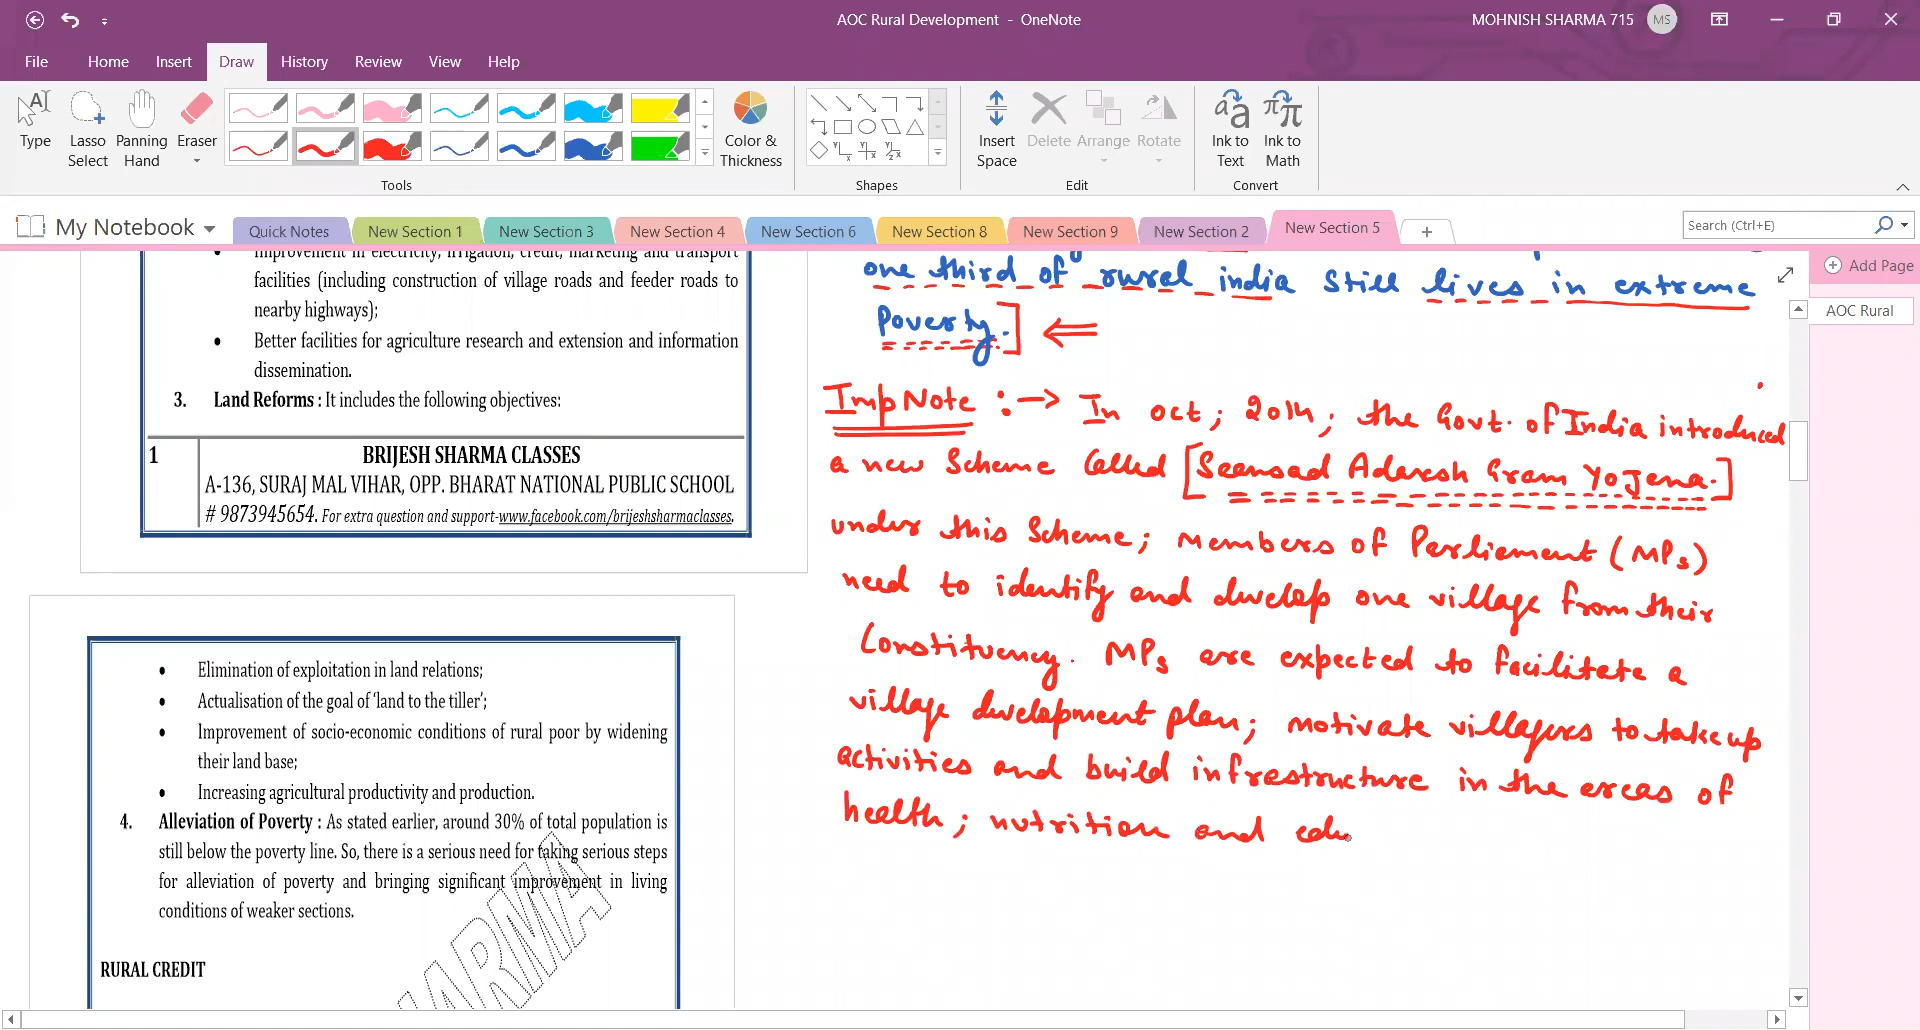 AOC Rural Development - OneNote
MOHNISH SHARMA 715
MS
File
Home
Insert
Draw
History
Review
View
Help
Type
Lasso
Select
Panning
Hand
Eraser
Color &
Thickness
Insert
Space
Delete
Arrange
Rotate
Ink to
Text
Ink to
Math
Tools
Shapes
Edit
Convert
My Notebook
Quick Notes
New Section 1
New Section 3
New Section 4
New Section 6
New Section 8
New Section 9
New Section 2
New Section 5
Search (Ctrl+E)
Add Page
AOC Rural
Improvement in electricity, irrigation, credit, marketing and transport
facilities (including construction of village roads and feeder roads to
nearby highways);
• Better facilities for agriculture research and extension and information
dissemination.
3. Land Reforms : It includes the following objectives:
1
BRIJESH SHARMA CLASSES
A-136, SURAJ MAL VIHAR, OPP. BHARAT NATIONAL PUBLIC SCHOOL
# 9873945654. For extra question and support-www.facebook.com/brijeshsharmaclasses.
• Elimination of exploitation in land relations;
• Actualisation of the goal of 'land to the tiller';
• Improvement of socio-economic conditions of rural poor by widening
their land base;
• Increasing agricultural productivity and production.
4. Alleviation of Poverty : As stated earlier, around 30% of total population is
still below the poverty line. So, there is a serious need for taking serious steps
for alleviation of poverty and bringing significant improvement in living
conditions of weaker sections.
RURAL CREDIT
one third of rural india still lives in extreme
Poverty.] ⇐
Imp Note :→ In oct; 2014; the Govt. of India introduced
a new Scheme Called [Saansad Adarsh Gram Yojana.]
under this Scheme; Members of Parliament (MPs)
need to identify and develop one village from their
Constituency. MPs are expected to facilitate a
village development plan; motivate villagers to take up
activities and build infrastructure in the areas of
health; nutrition and edu